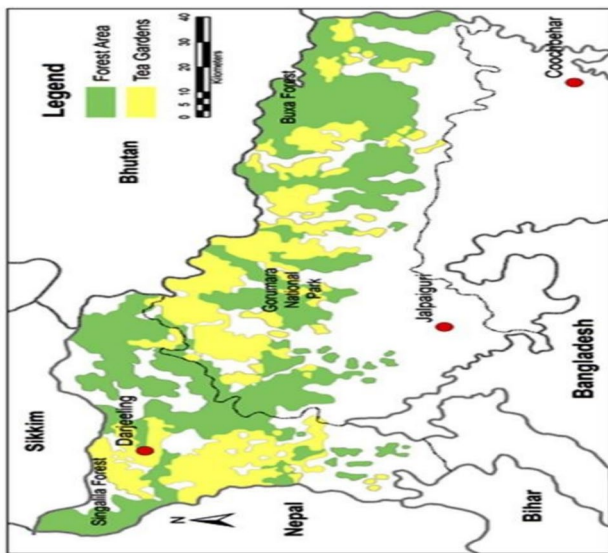 Legend
Forest Area
Tea Gardens
0 5 10 20 30 40
Kilometers
Sikkim
Bhutan
Singallia Forest
Darjeeling
N
Nepal
Gorumara
National
Park
Buxa Forest
Jalpaiguri
Coochbehar
Bihar
Bangladesh